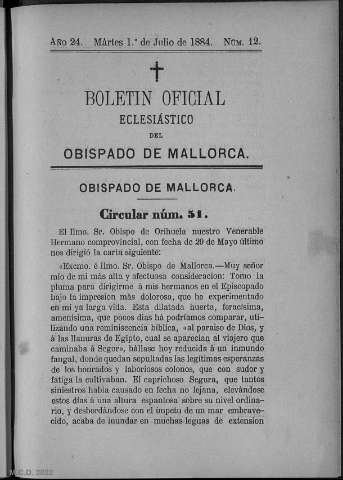 AÑO 24. Mártes 1.° de Julio de 1884. NÚM. 12.
BOLETIN OFICIAL
ECLESIÁSTICO
DEL
OBISPADO DE MALLORCA.
OBISPADO DE MALLORCA.
Circular núm. 51.
El Ilmo. Sr. Obispo de Orihuela nuestro Venerable
Hermano comprovincial, con fecha de 29 de Mayo último
nos dirigió la carta siguiente:
«Excmo. é Ilmo. Sr. Obispo de Mallorca.—Muy señor
mio de mi más alta y afectuosa consideracion: Tomo la
pluma para dirigirme á mis hermanos en el Episcopado
bajo la impresion más dolorosa, que he experimentado
en mi ya larga vida. Esta dilatada huerta, feracísima,
amenísima, que pocos dias há podríamos comparar, uti-
lizando una reminiscencia bíblica, «al paraiso de Dios, y
á las llanuras de Egipto, cual se aparecian al viajero que
caminaba á Segor», hállase hoy reducida á un inmundo
fangal, donde quedan sepultadas las legítimas esperanzas
de los honrados y laboriosos colonos, que con sudor y
fatiga la cultivaban. El caprichoso Segura, que tantos
siniestros habia causado en fecha no lejana, elevándose
estos dias á una altura espantosa sobre su nivel ordina-
rio, y desbordándose con el ímpetu de un mar embrave-
cido, acaba de inundar en muchas leguas de extension
M.C.D. 2022